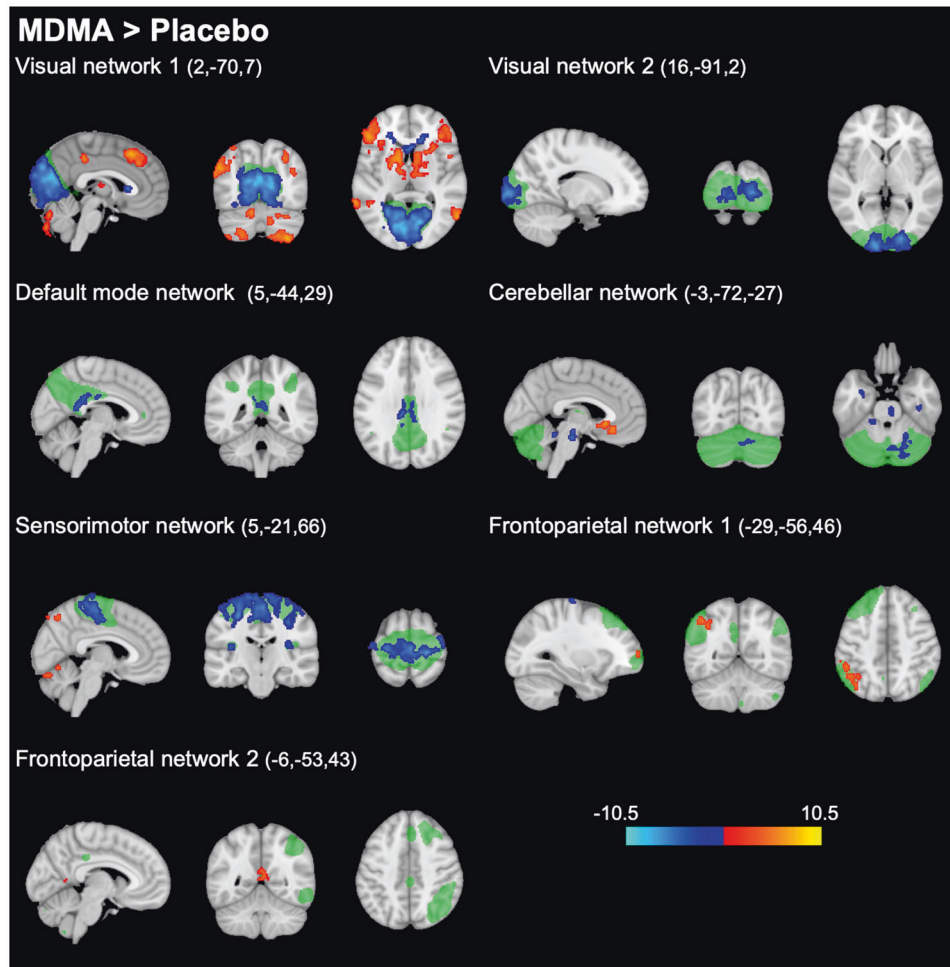 MDMA > Placebo
Visual network 1 (2,-70,7)
Visual network 2 (16,-91,2)
Default mode network (5,-44,29)
Cerebellar network (-3,-72,-27)
Sensorimotor network (5,-21,66)
Frontoparietal network 1 (-29,-56,46)
Frontoparietal network 2 (-6,-53,43)
-10.5 10.5